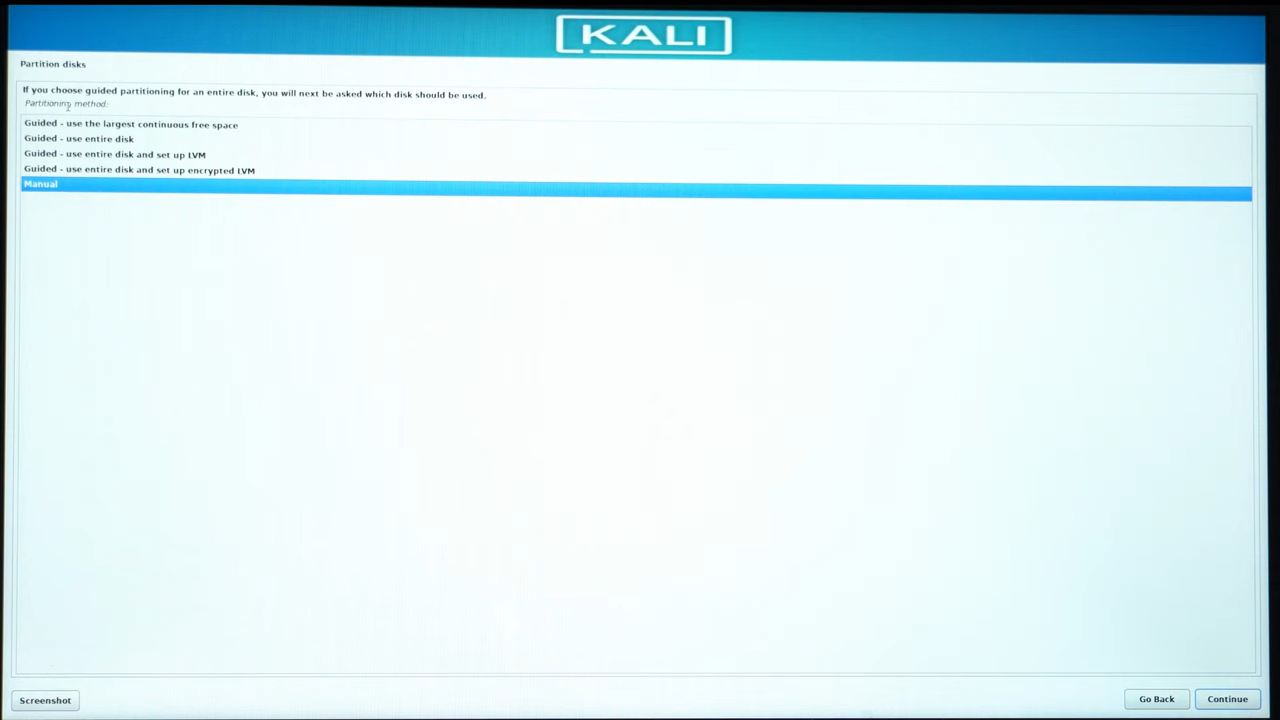 KALI
Partition disks
If you choose guided partitioning for an entire disk, you will next be asked which disk should be used.
Partitioning method:
Guided - use the largest continuous free space
Guided - use entire disk
Guided - use entire disk and set up LVM
Guided - use entire disk and set up encrypted LVM
Manual
Screenshot
Go Back
Continue